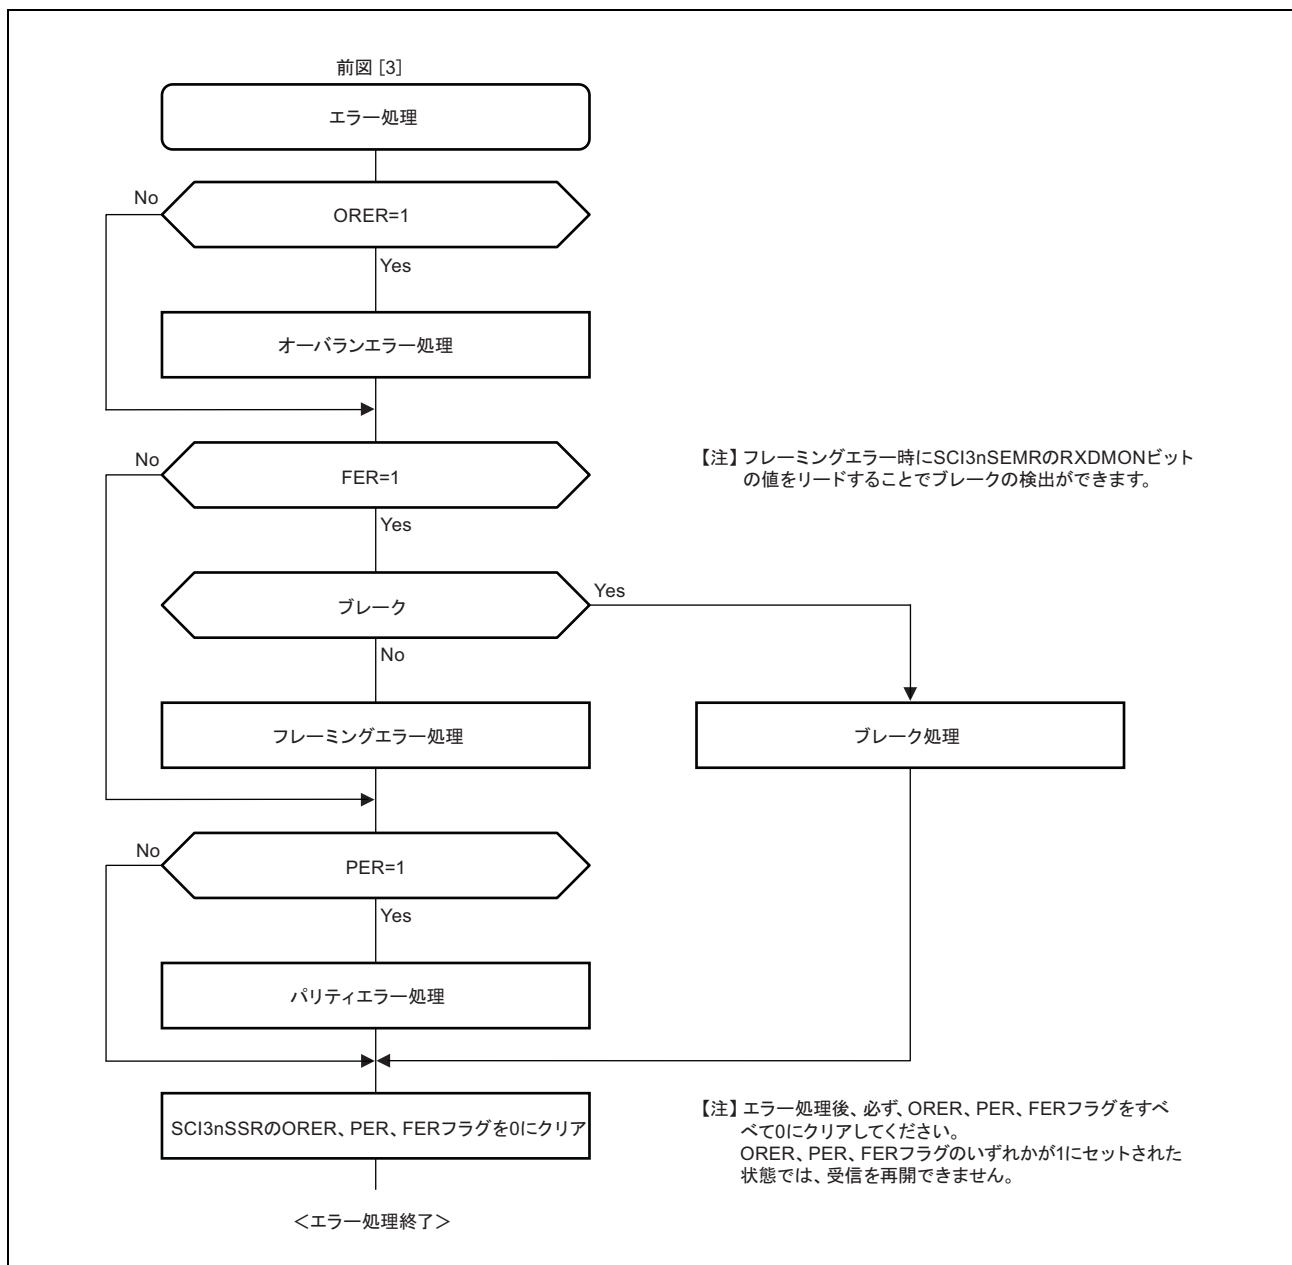 前図 [3]
エラー処理
No
ORER=1
Yes
オーバランエラー処理
No
FER=1
【注】 フレーミングエラー時にSCI3nSEMRのRXDMONビット
の値をリードすることでブレークの検出ができます。
Yes
ブレーク
Yes
No
フレーミングエラー処理
ブレーク処理
No
PER=1
Yes
パリティエラー処理
SCI3nSSRのORER、PER、FERフラグを0にクリア
【注】 エラー処理後、必ず、ORER、PER、FERフラグをすべ
べて0にクリアしてください。
ORER、PER、FERフラグのいずれかが1にセットされた
状態では、受信を再開できません。
＜エラー処理終了＞